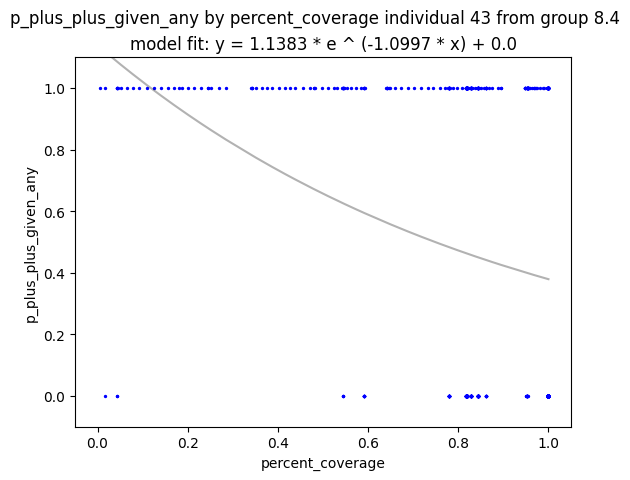 p_plus_plus_given_any by percent_coverage individual 43 from group 8.4
model fit: y = 1.1383 * e ^ (-1.0997 * x) + 0.0
1.0
0.8
0.6
0.4
0.2
0.0
p_plus_plus_given_any
0.0 0.2 0.4 0.6 0.8 1.0
percent_coverage